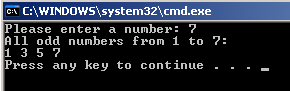 C:\WINDOWS\system32\cmd.exe
Please enter a number: 7
All odd numbers from 1 to 7:
1 3 5 7
Press any key to continue . . . _